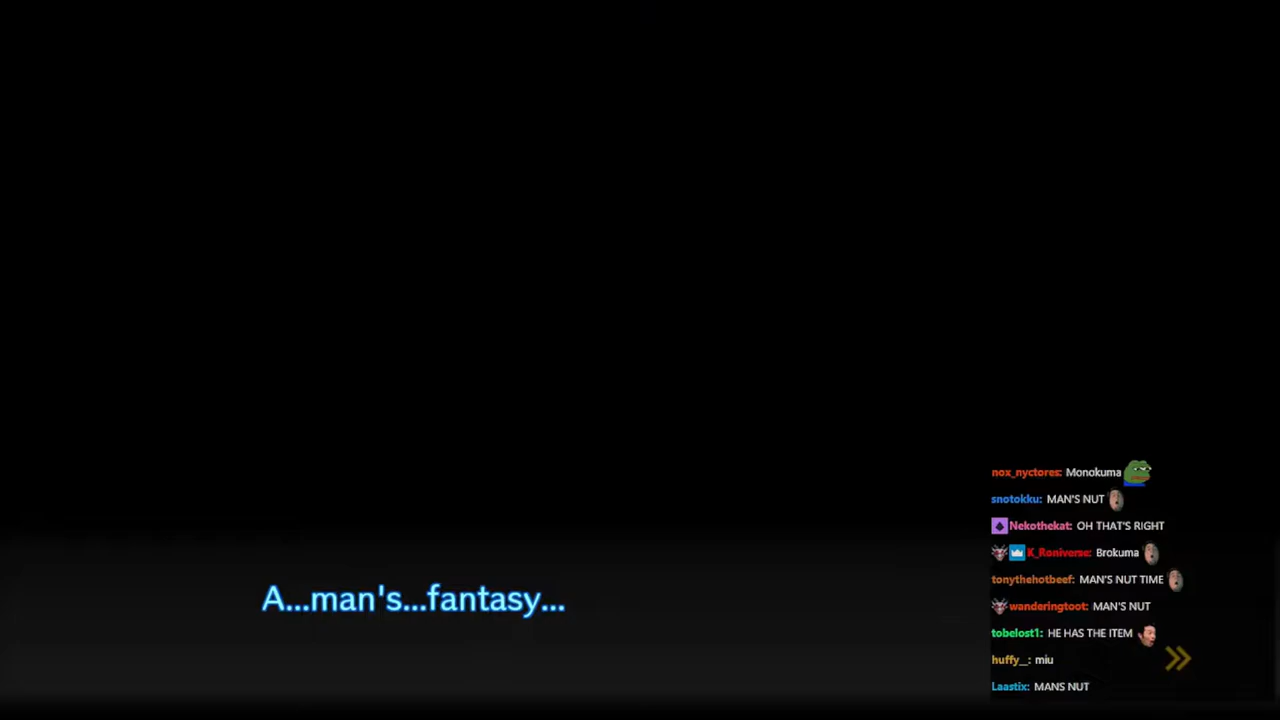 nox_nyctores: Monokuma
snotokku: MAN'S NUT
Nekothekat: OH THAT'S RIGHT
K_Roniverse: Brokuma
tonythehotbeef: MAN'S NUT TIME
A...man's...fantasy...
wanderingtoot: MAN'S NUT
tobelost1: HE HAS THE ITEM
huffy__: miu
Laastix: MANS NUT